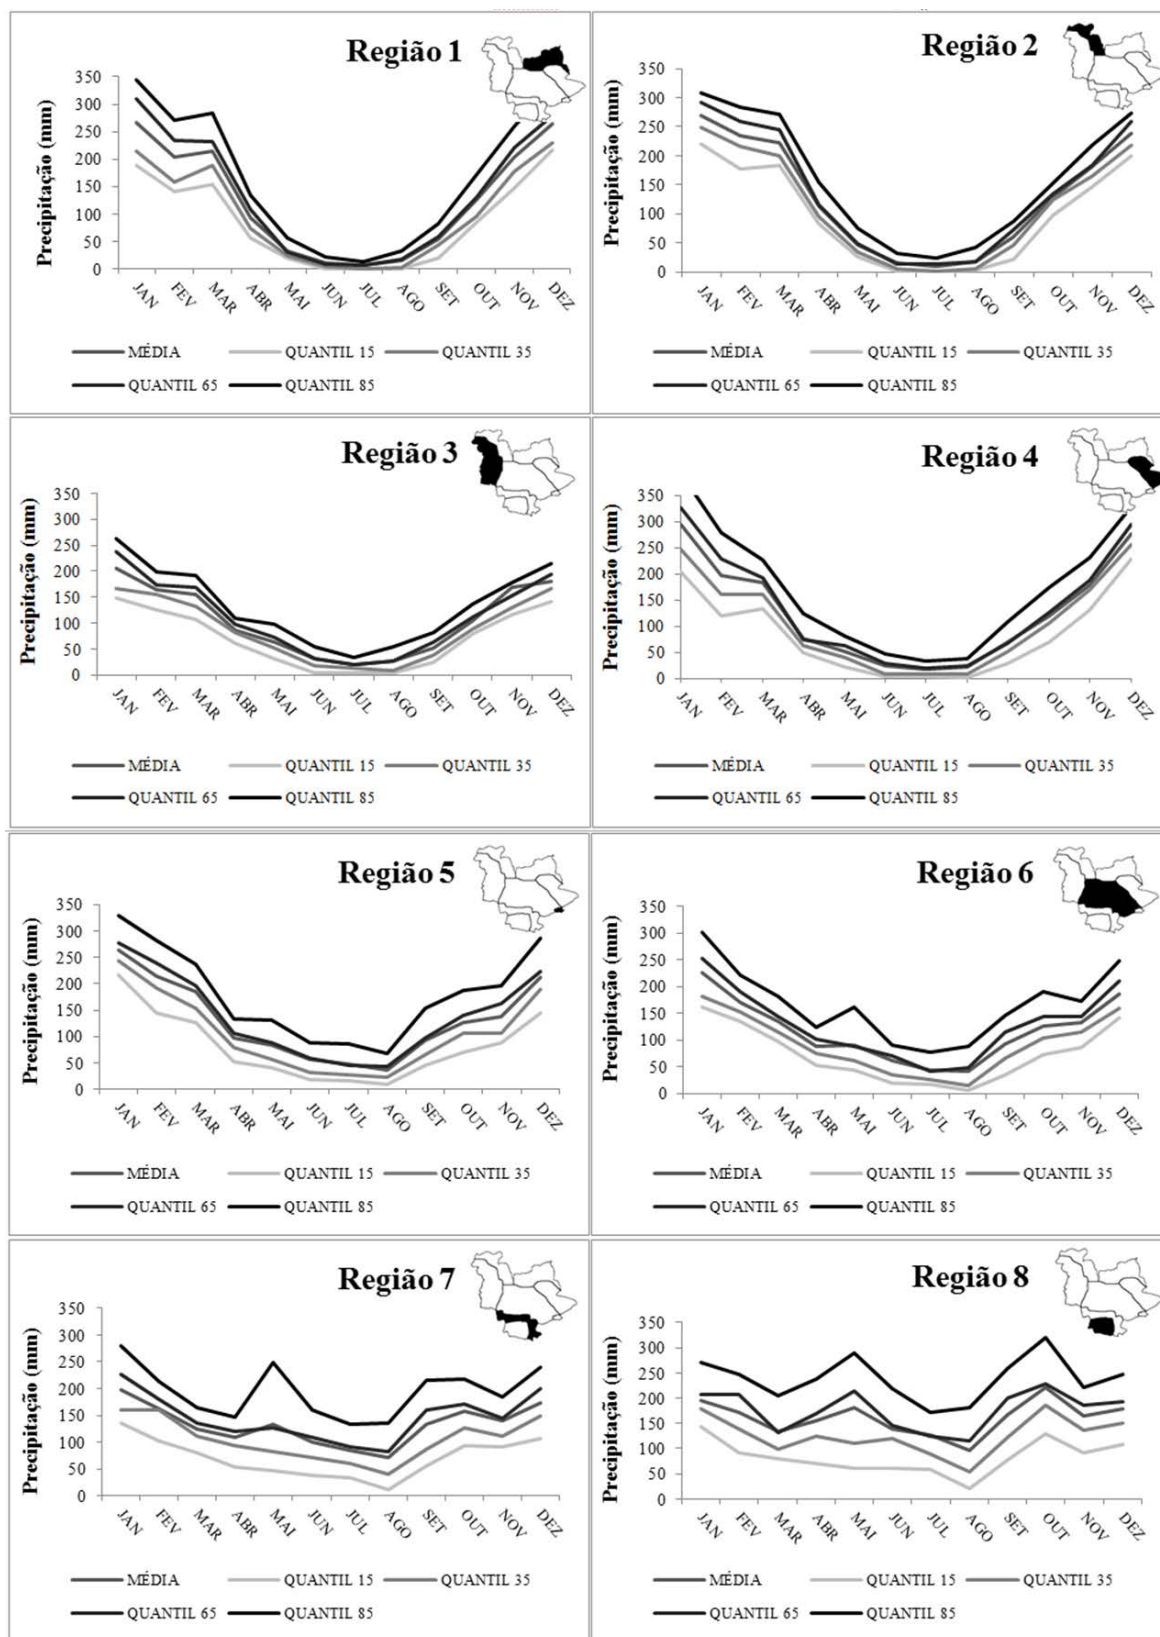 Região 1
Precipitação (mm)
350
300
250
200
150
100
50
0
JAN FEV MAR ABR MAI JUN JUL AGO SET OUT NOV DEZ
MÉDIA QUANTIL 15 QUANTIL 35
QUANTIL 65 QUANTIL 85
Região 2
Precipitação (mm)
350
300
250
200
150
100
50
0
JAN FEV MAR ABR MAI JUN JUL AGO SET OUT NOV DEZ
MÉDIA QUANTIL 15 QUANTIL 35
QUANTIL 65 QUANTIL 85
Região 3
Precipitação (mm)
350
300
250
200
150
100
50
0
JAN FEV MAR ABR MAI JUN JUL AGO SET OUT NOV DEZ
MÉDIA QUANTIL 15 QUANTIL 35
QUANTIL 65 QUANTIL 85
Região 4
Precipitação (mm)
350
300
250
200
150
100
50
0
JAN FEV MAR ABR MAI JUN JUL AGO SET OUT NOV DEZ
MÉDIA QUANTIL 15 QUANTIL 35
QUANTIL 65 QUANTIL 85
Região 5
Precipitação (mm)
350
300
250
200
150
100
50
0
JAN FEV MAR ABR MAI JUN JUL AGO SET OUT NOV DEZ
MÉDIA QUANTIL 15 QUANTIL 35
QUANTIL 65 QUANTIL 85
Região 6
Precipitação (mm)
350
300
250
200
150
100
50
0
JAN FEV MAR ABR MAI JUN JUL AGO SET OUT NOV DEZ
MÉDIA QUANTIL 15 QUANTIL 35
QUANTIL 65 QUANTIL 85
Região 7
Precipitação (mm)
350
300
250
200
150
100
50
0
JAN FEV MAR ABR MAI JUN JUL AGO SET OUT NOV DEZ
MÉDIA QUANTIL 15 QUANTIL 35
QUANTIL 65 QUANTIL 85
Região 8
Precipitação (mm)
350
300
250
200
150
100
50
0
JAN FEV MAR ABR MAI JUN JUL AGO SET OUT NOV DEZ
MÉDIA QUANTIL 15 QUANTIL 35
QUANTIL 65 QUANTIL 85